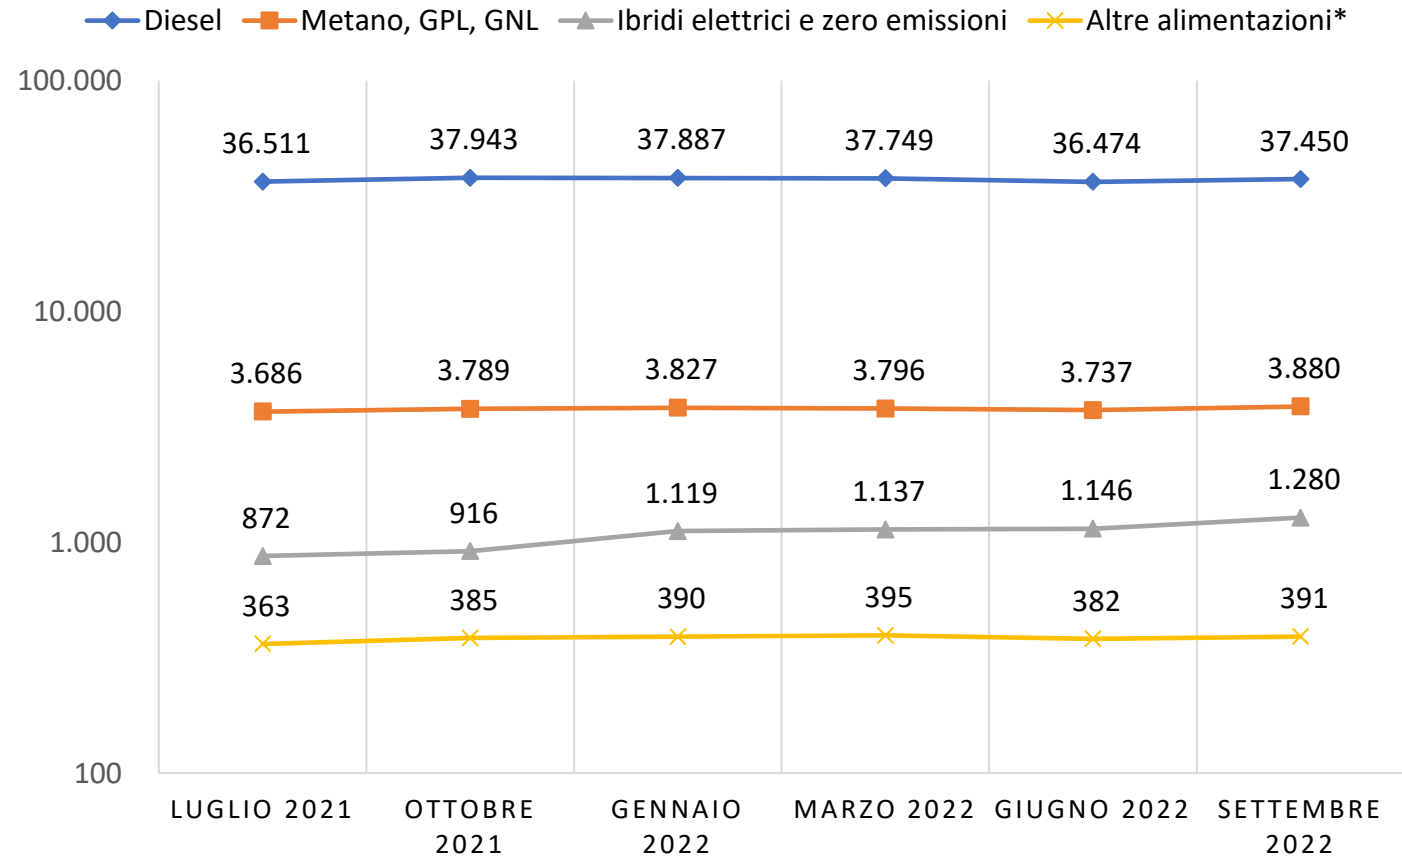 Diesel Metano, GPL, GNL Ibridi elettrici e zero emissioni Altre alimentazioni*
100.000
36.511 37.943 37.887 37.749 36.474 37.450
10.000
3.686 3.789 3.827 3.796 3.737 3.880
872 916 1.119 1.137 1.146 1.280
1.000
363 385 390 395 382 391
100
LUGLIO 2021 OTTOBRE GENNAIO MARZO 2022 GIUGNO 2022 SETTEMBRE
2021 2022 2022